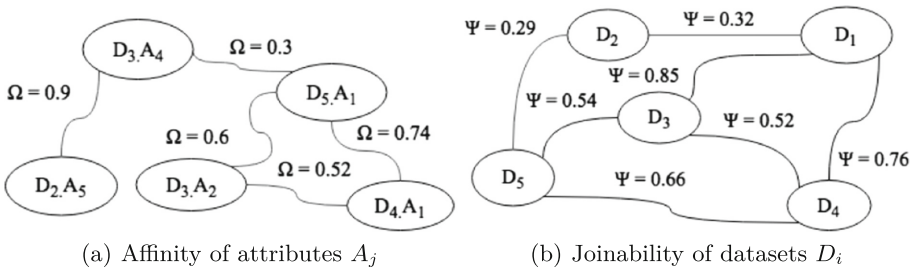 D₃.A₄
Ω = 0.3
Ω = 0.9
D₅.A₁
Ω = 0.6
Ω = 0.74
Ω = 0.52
D₂.A₅
D₃.A₂
D₄.A₁
(a) Affinity of attributes Aⱼ
Ψ = 0.29
D₂
Ψ = 0.32
D₁
Ψ = 0.85
Ψ = 0.54
D₃
Ψ = 0.52
Ψ = 0.76
D₅
Ψ = 0.66
D₄
(b) Joinability of datasets Dᵢ